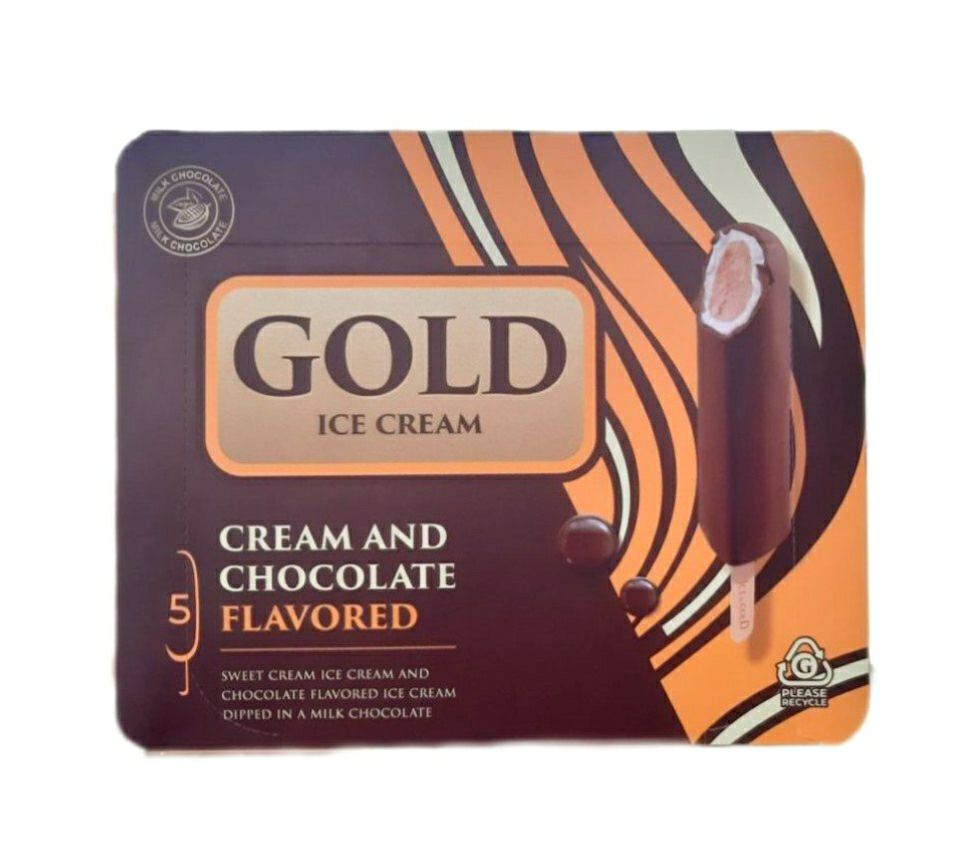 MILK CHOCOLATE
MILK CHOCOLATE
GOLD
ICE CREAM
CREAM AND
CHOCOLATE
FLAVORED
5
SWEET CREAM ICE CREAM AND
CHOCOLATE FLAVORED ICE CREAM
DIPPED IN A MILK CHOCOLATE
G
PLEASE
RECYCLE